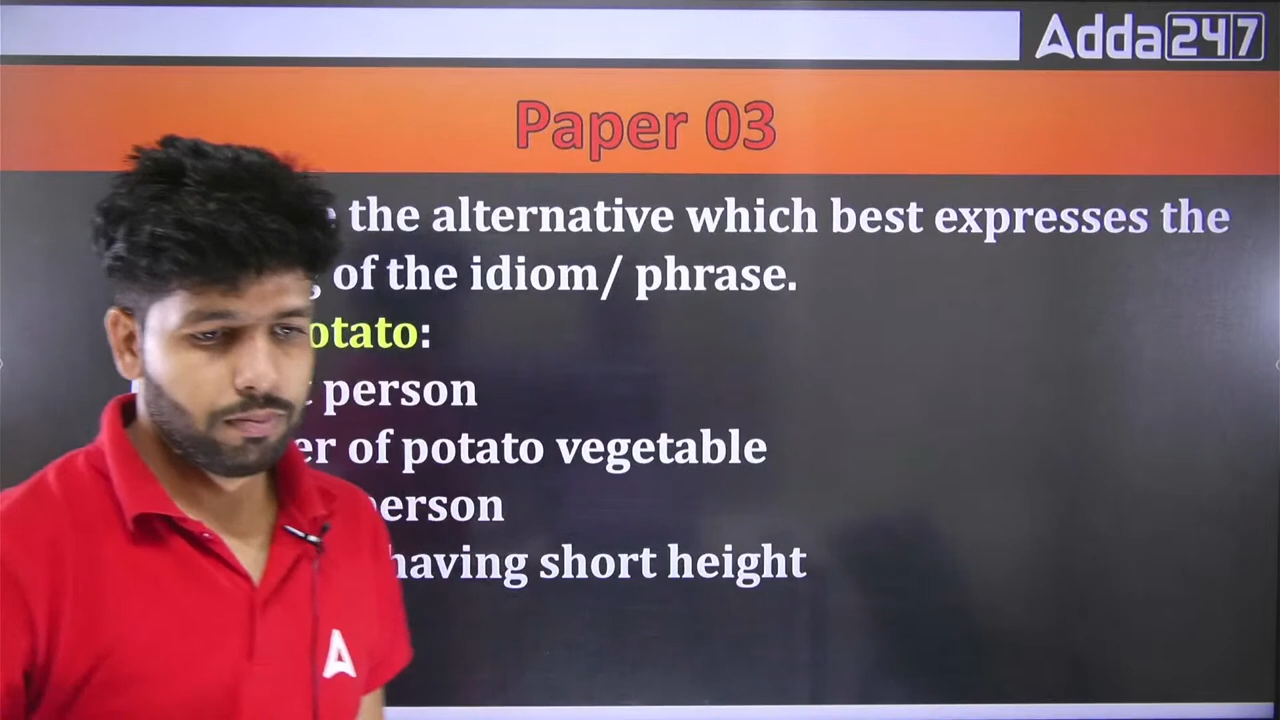 Adda247
Paper 03
the alternative which best expresses the
of the idiom/ phrase.
otato:
person
er of potato vegetable
erson
having short height